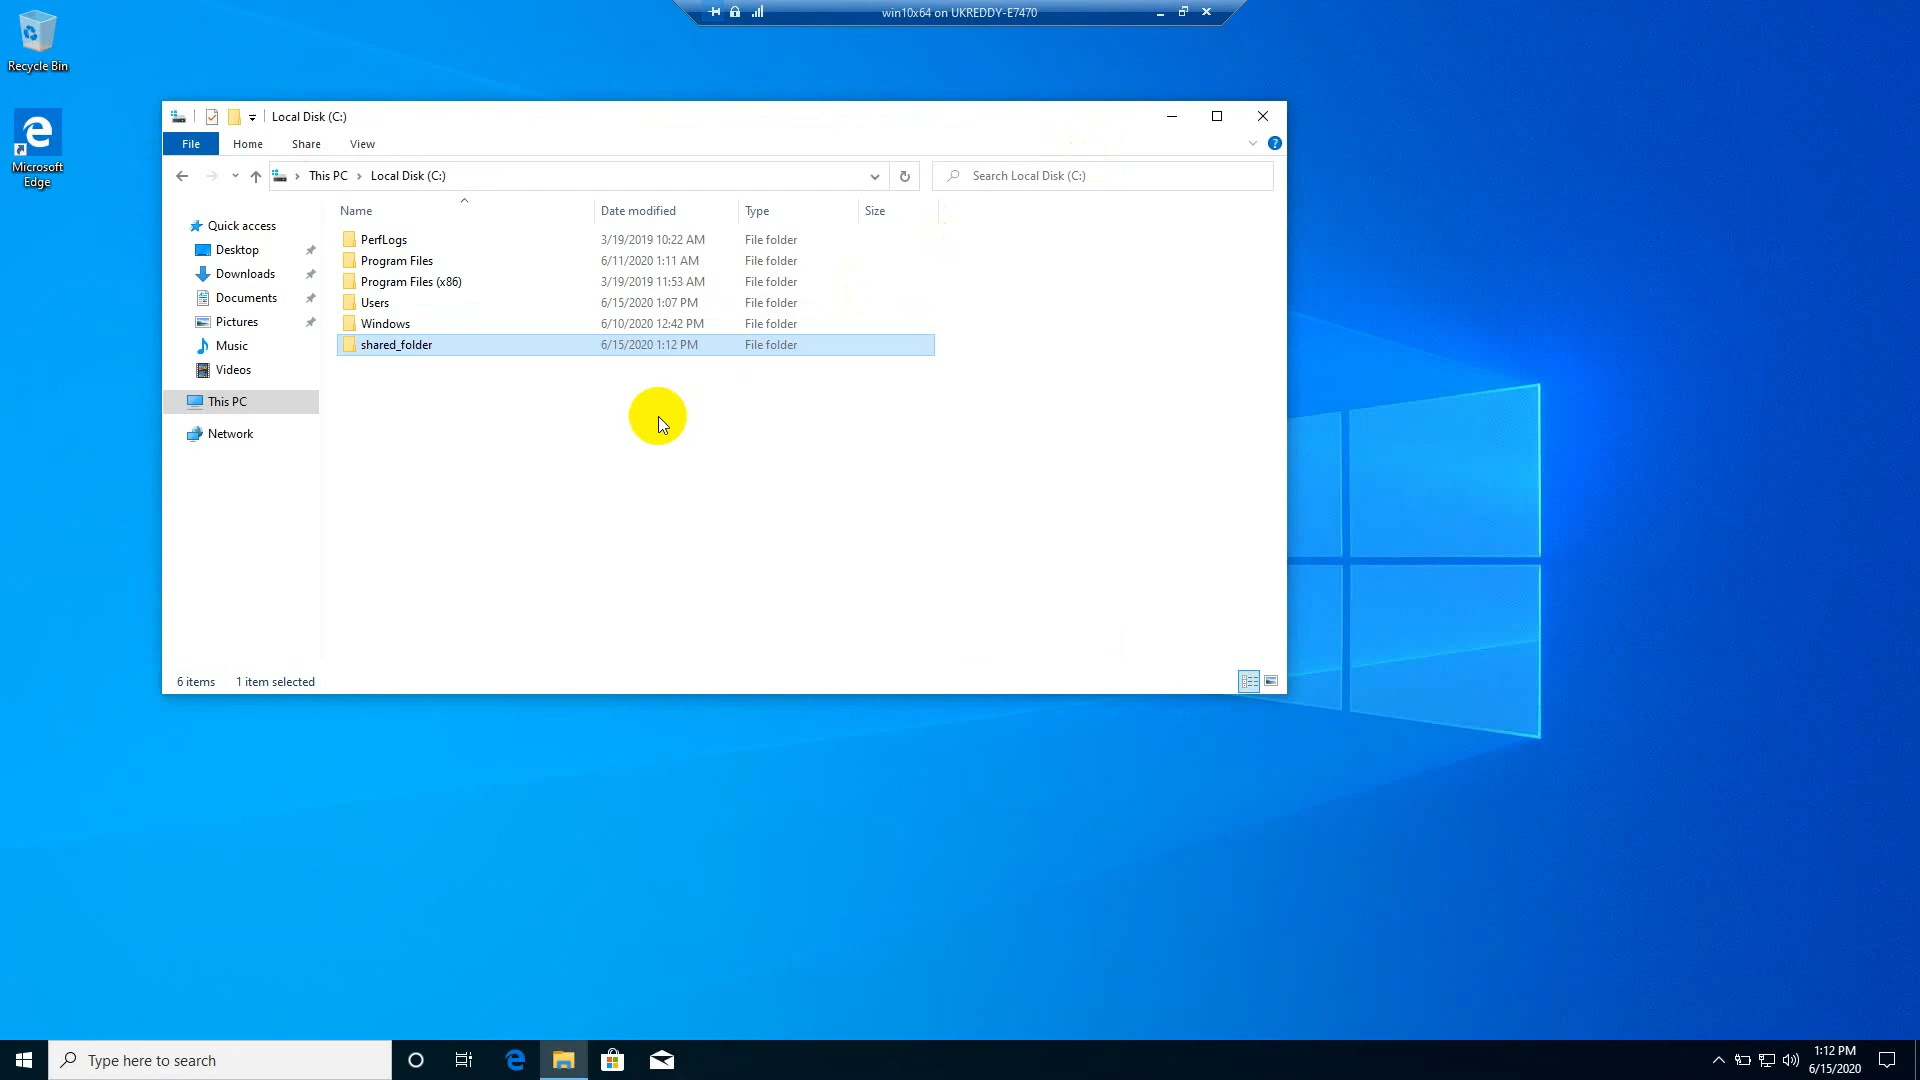 win10x64 on UKREDDY-E7470
Recycle Bin
Microsoft
Edge
Local Disk (C:)
File Home Share View
This PC Local Disk (C:) Search Local Disk (C:)
Name Date modified Type Size
PerfLogs 3/19/2019 10:22 AM File folder
Program Files 6/11/2020 1:11 AM File folder
Program Files (x86) 3/19/2019 11:53 AM File folder
Users 6/15/2020 1:07 PM File folder
Windows 6/10/2020 12:42 PM File folder
shared_folder 6/15/2020 1:12 PM File folder
Quick access
Desktop
Downloads
Documents
Pictures
Music
Videos
This PC
Network
6 items 1 item selected
Type here to search
1:12 PM
6/15/2020